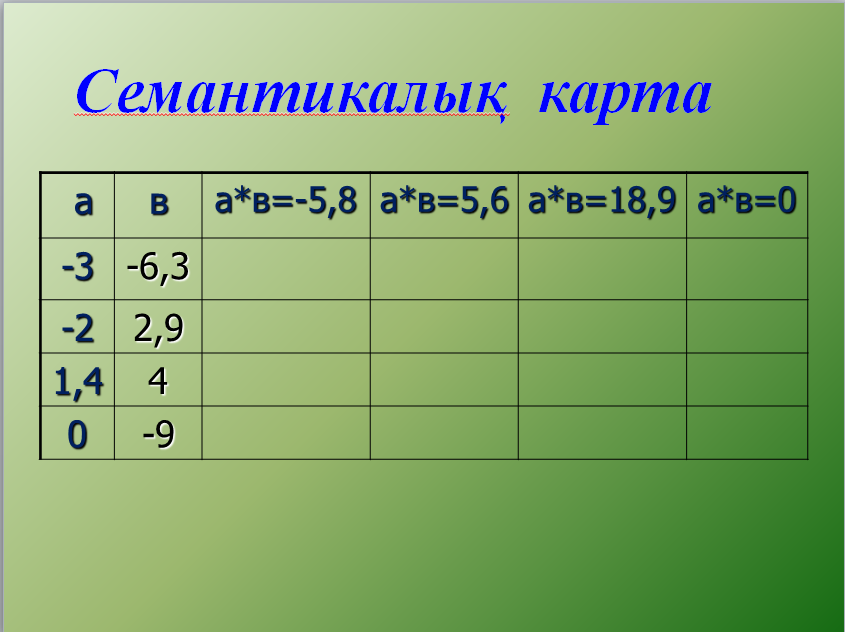 Семантикалық карта
а в а*в=-5,8 а*в=5,6 а*в=18,9 а*в=0
-3 -6,3
-2 2,9
1,4 4
0 -9